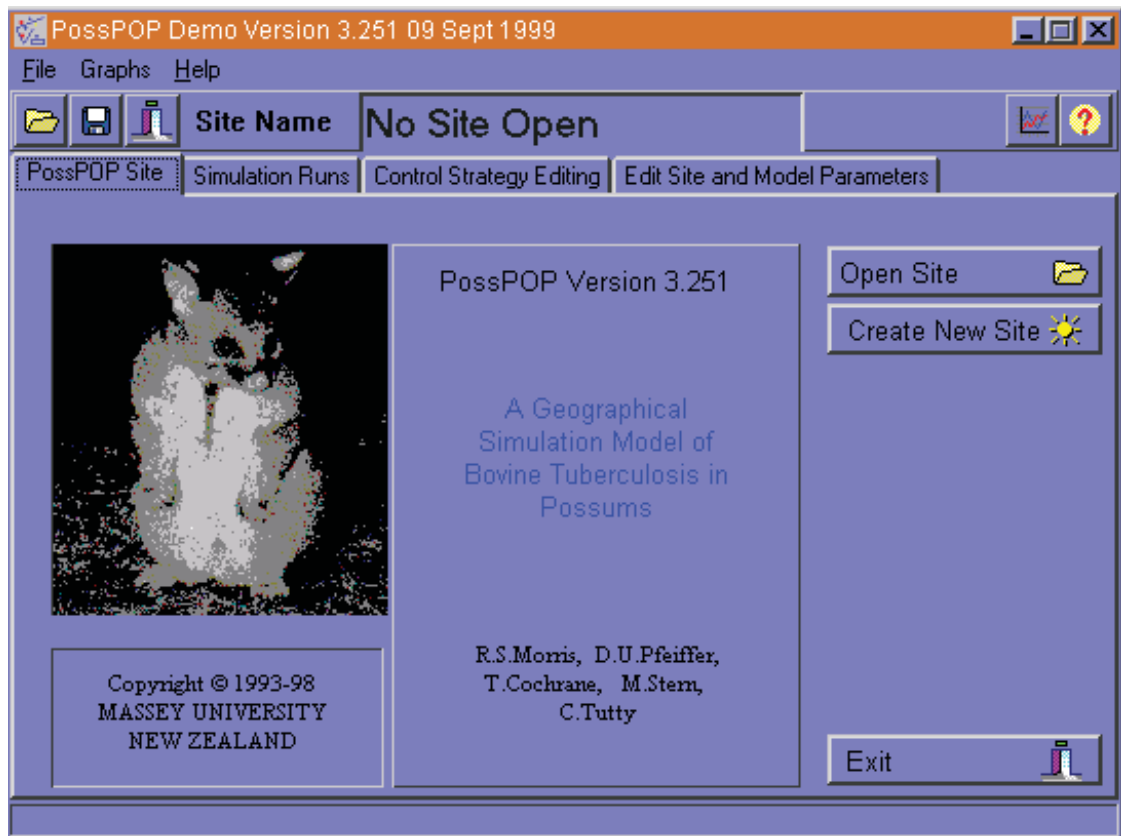 PossPOP Demo Version 3.251 09 Sept 1999
File Graphs Help
Site Name No Site Open
PossPOP Site Simulation Runs Control Strategy Editing Edit Site and Model Parameters
PossPOP Version 3.251
A Geographical
Simulation Model of
Bovine Tuberculosis in
Possums
R.S.Morris, D.U.Pfeiffer,
T.Cochrane, M.Stern,
C.Tutty
Copyright © 1993-98
MASSEY UNIVERSITY
NEW ZEALAND
Open Site
Create New Site
Exit